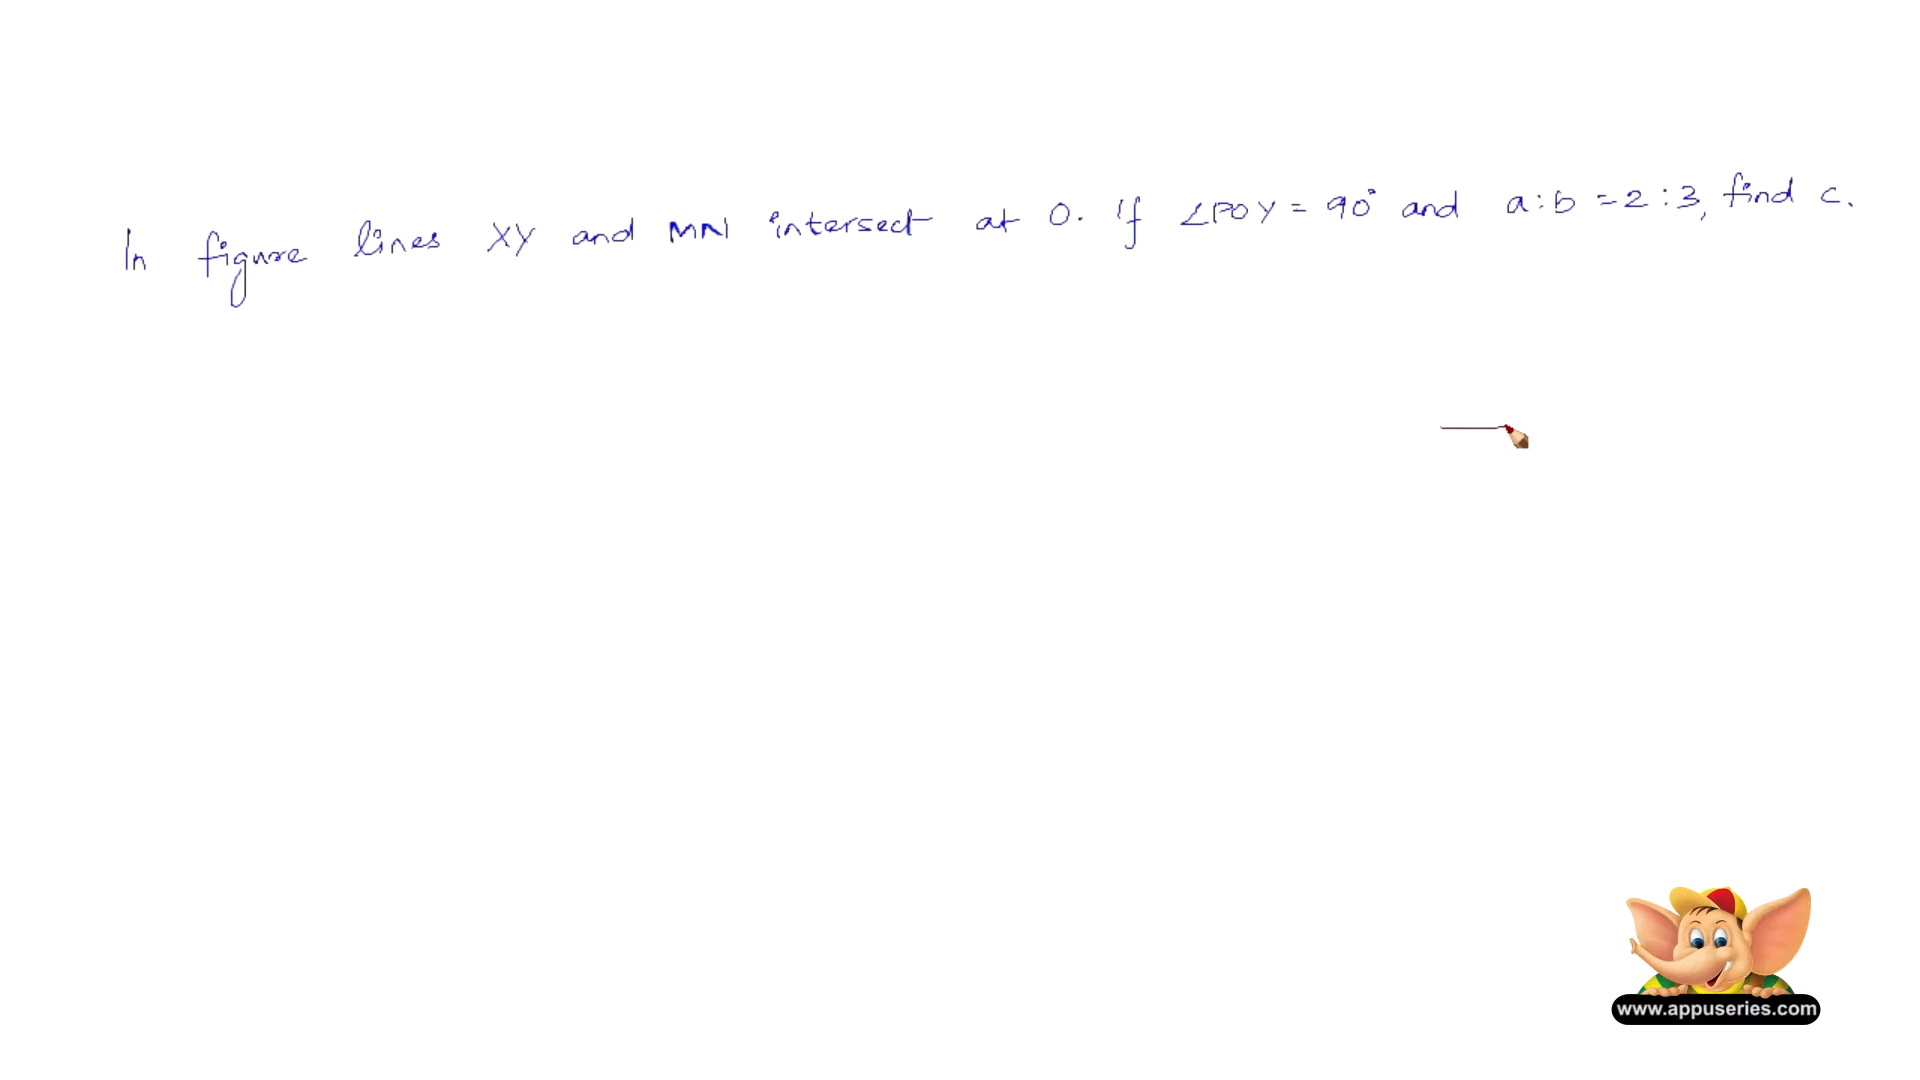 In figure lines XY and MN intersect at O. If ∠POY = 90° and a:b = 2:3, find c.
www.appuseries.com